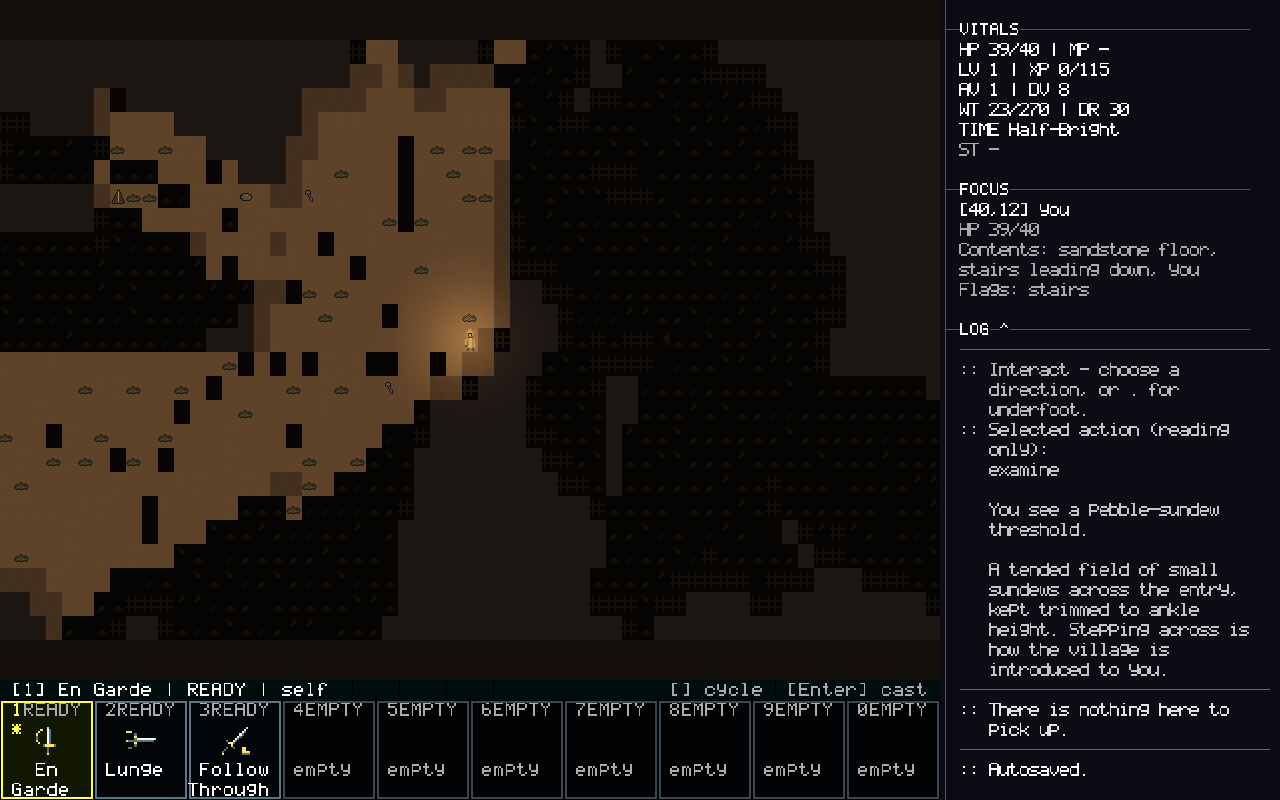 VITALS
HP 39/40 | MP -
LV 1 | XP 0/115
AV 1 | DV 8
WT 23/270 | DR 30
TIME Half-Bright
ST -
FOCUS
[40,12] You
HP 39/40
Contents: sandstone floor,
stairs leading down, You
Flags: stairs
LOG ^
:: Interact - choose a
direction, or . for
underfoot.
:: Selected action (reading
only):
examine
You see a Pebble-sundew
threshold.
A tended field of small
sundews across the entry,
kept trimmed to ankle
height. Stepping across is
how the village is
introduced to you.
:: There is nothing here to
pick up.
:: Autosaved.
[1] En Garde | READY | self
[] cycle [Enter] cast
1READY 2READY 3READY 4EMPTY 5EMPTY 6EMPTY 7EMPTY 8EMPTY 9EMPTY 0EMPTY
*
En Lunge Follow empty empty empty empty empty empty empty
Garde Through